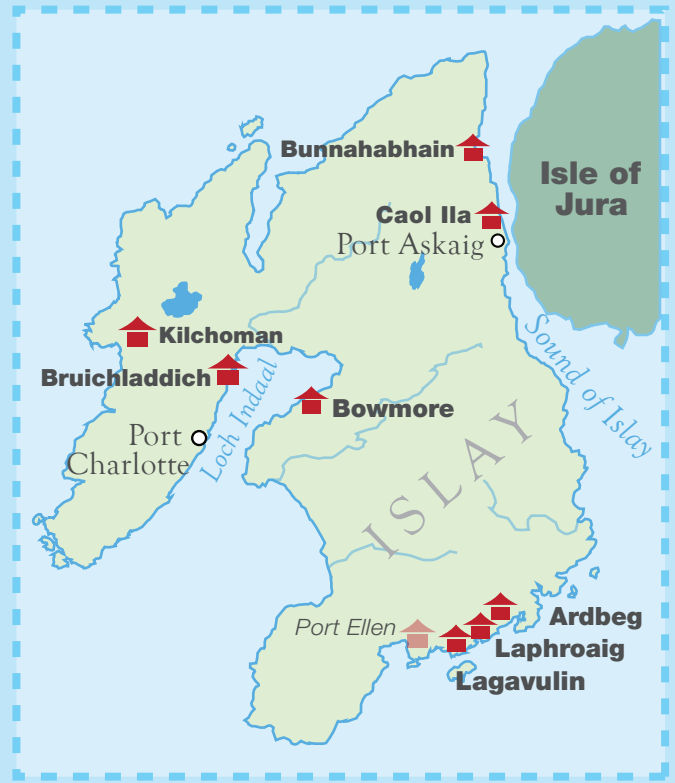 Bunnahabhain
Isle of
Jura
Caol Ila
Port Askaig
Kilchoman
Sound of Islay
Bruichladdich
Loch Indaal
Bowmore
Port
Charlotte
ISLAY
Port Ellen
Ardbeg
Laphroaig
Lagavulin